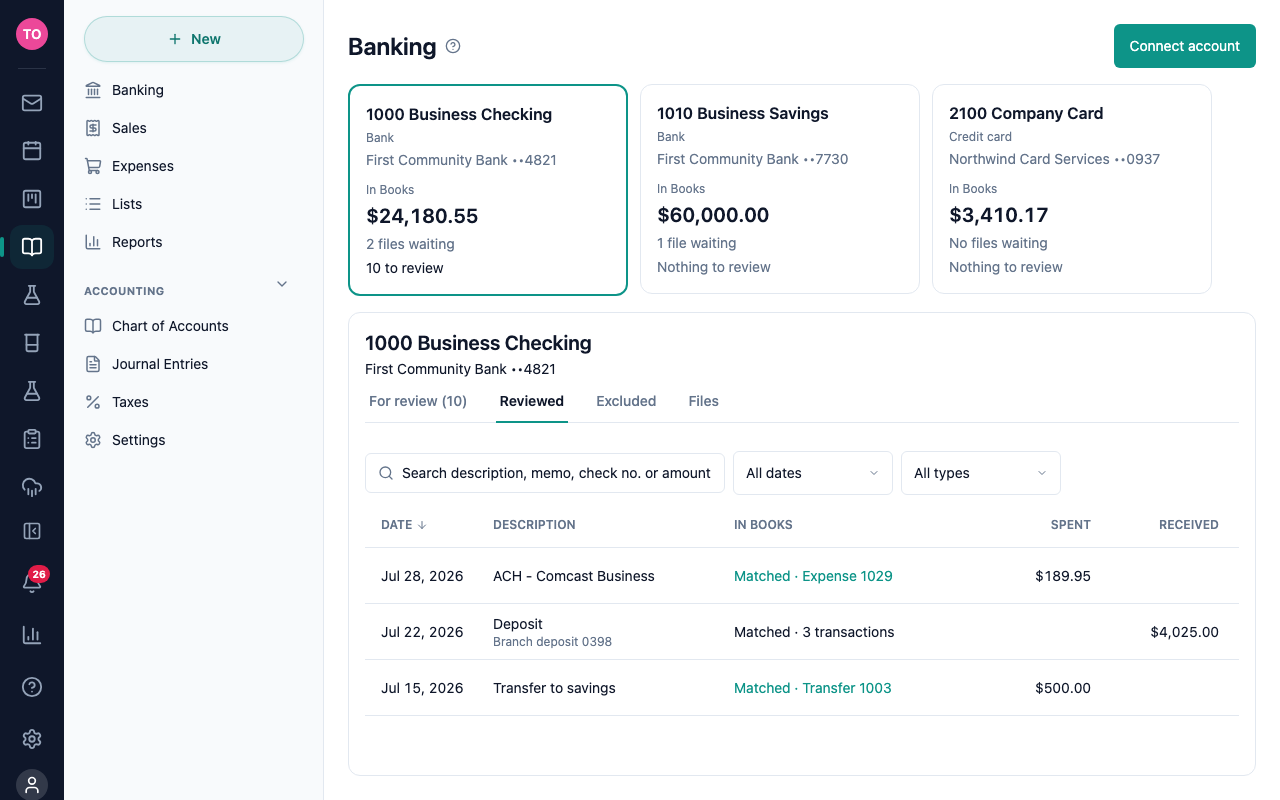 TO
26
New
Banking
Sales
Expenses
Lists
Reports
ACCOUNTING
Chart of Accounts
Journal Entries
Taxes
Settings
Banking
Connect account
1000 Business Checking
Bank
First Community Bank ••4821
In Books
$24,180.55
2 files waiting
10 to review
1010 Business Savings
Bank
First Community Bank ••7730
In Books
$60,000.00
1 file waiting
Nothing to review
2100 Company Card
Credit card
Northwind Card Services ••0937
In Books
$3,410.17
No files waiting
Nothing to review
1000 Business Checking
First Community Bank ••4821
For review (10) Reviewed Excluded Files
Search description, memo, check no. or amount All dates All types
DATE DESCRIPTION IN BOOKS SPENT RECEIVED
Jul 28, 2026 ACH - Comcast Business Matched · Expense 1029 $189.95
Jul 22, 2026 Deposit Matched · 3 transactions $4,025.00
Branch deposit 0398
Jul 15, 2026 Transfer to savings Matched · Transfer 1003 $500.00